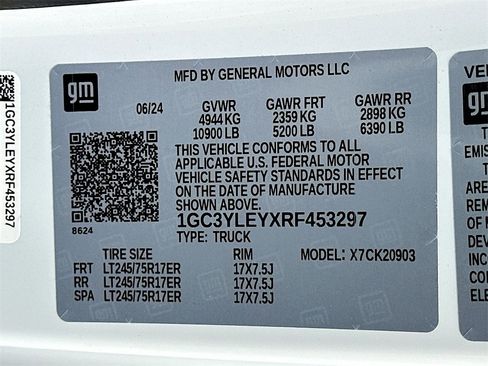 gm
MFD BY GENERAL MOTORS LLC
06/24 GVWR GAWR FRT GAWR RR
4944 KG 2359 KG 2898 KG
10900 LB 5200 LB 6390 LB
THIS VEHICLE CONFORMS TO ALL
APPLICABLE U.S. FEDERAL MOTOR
VEHICLE SAFETY STANDARDS IN EFFECT
ON THE DATE OF MANUFACTURE
SHOWN ABOVE.
8624
1GC3YLEYXRF453297
TYPE: TRUCK
TIRE SIZE RIM MODEL: X7CK20903
FRT LT245/75R17ER 17X7.5J
RR LT245/75R17ER 17X7.5J
SPA LT245/75R17ER 17X7.5J
1GC3YLEYXRF453297
gm